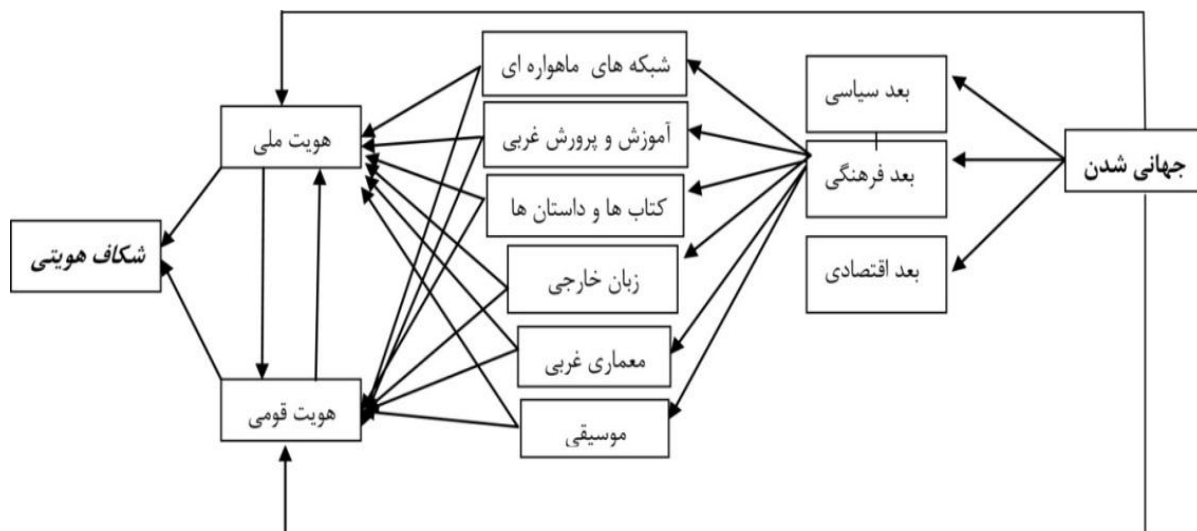 جهانی شدن
بعد سیاسی
بعد فرهنگی
بعد اقتصادی
شبکه های ماهواره ای
آموزش و پرورش غربی
کتاب ها و داستان ها
زبان خارجی
معماری غربی
موسیقی
هویت ملی
هویت قومی
شکاف هویتی